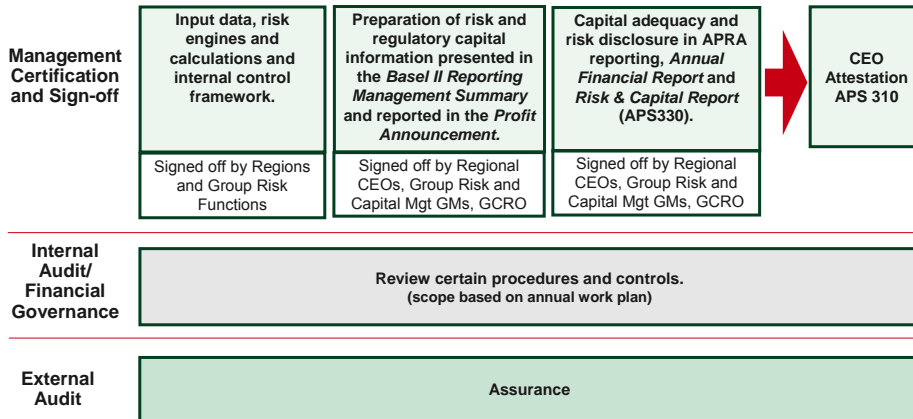 Management
Certification
and Sign-off
Input data, risk
engines and
calculations and
internal control
framework.
Signed off by Regions
and Group Risk
Functions
Preparation of risk and
regulatory capital
information presented in
the Basel II Reporting
Management Summary
and reported in the Profit
Announcement.
Signed off by Regional
CEOs, Group Risk and
Capital Mgt GMs, GCRO
Capital adequacy and
risk disclosure in APRA
reporting, Annual
Financial Report and
Risk & Capital Report
(APS330).
Signed off by Regional
CEOs, Group Risk and
Capital Mgt GMs, GCRO
CEO
Attestation
APS 310
Internal
Audit/
Financial
Governance
Review certain procedures and controls.
(scope based on annual work plan)
External
Audit
Assurance